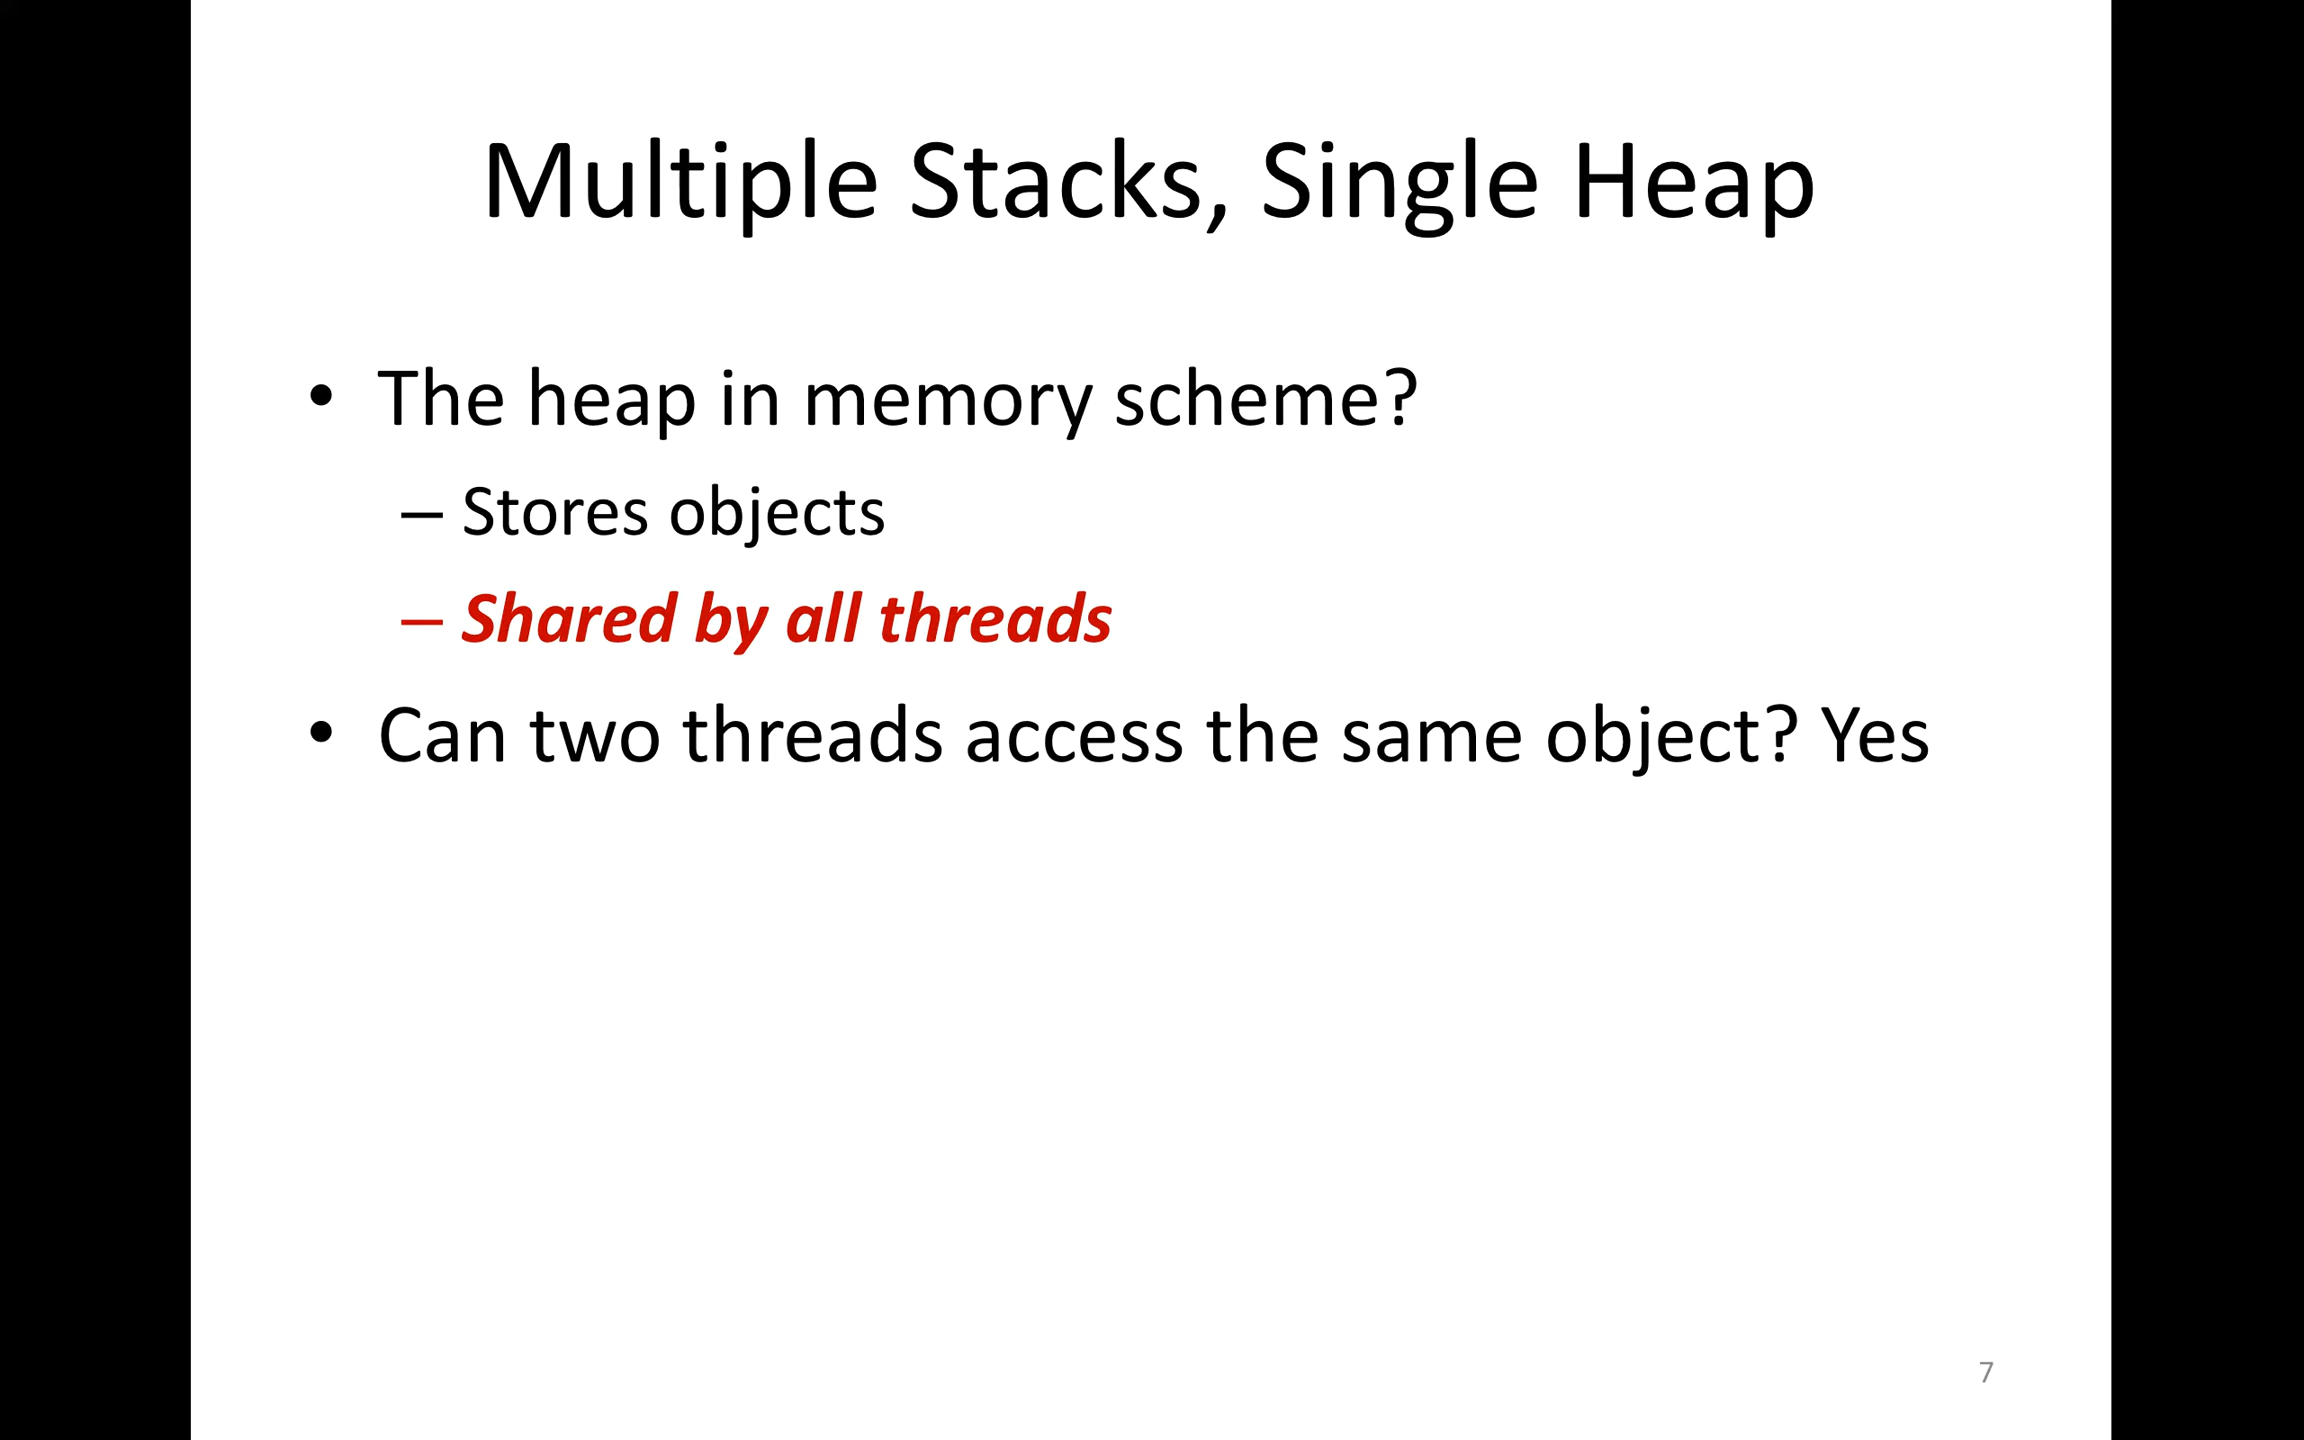 Multiple Stacks, Single Heap
• The heap in memory scheme?
– Stores objects
– Shared by all threads
• Can two threads access the same object? Yes
7